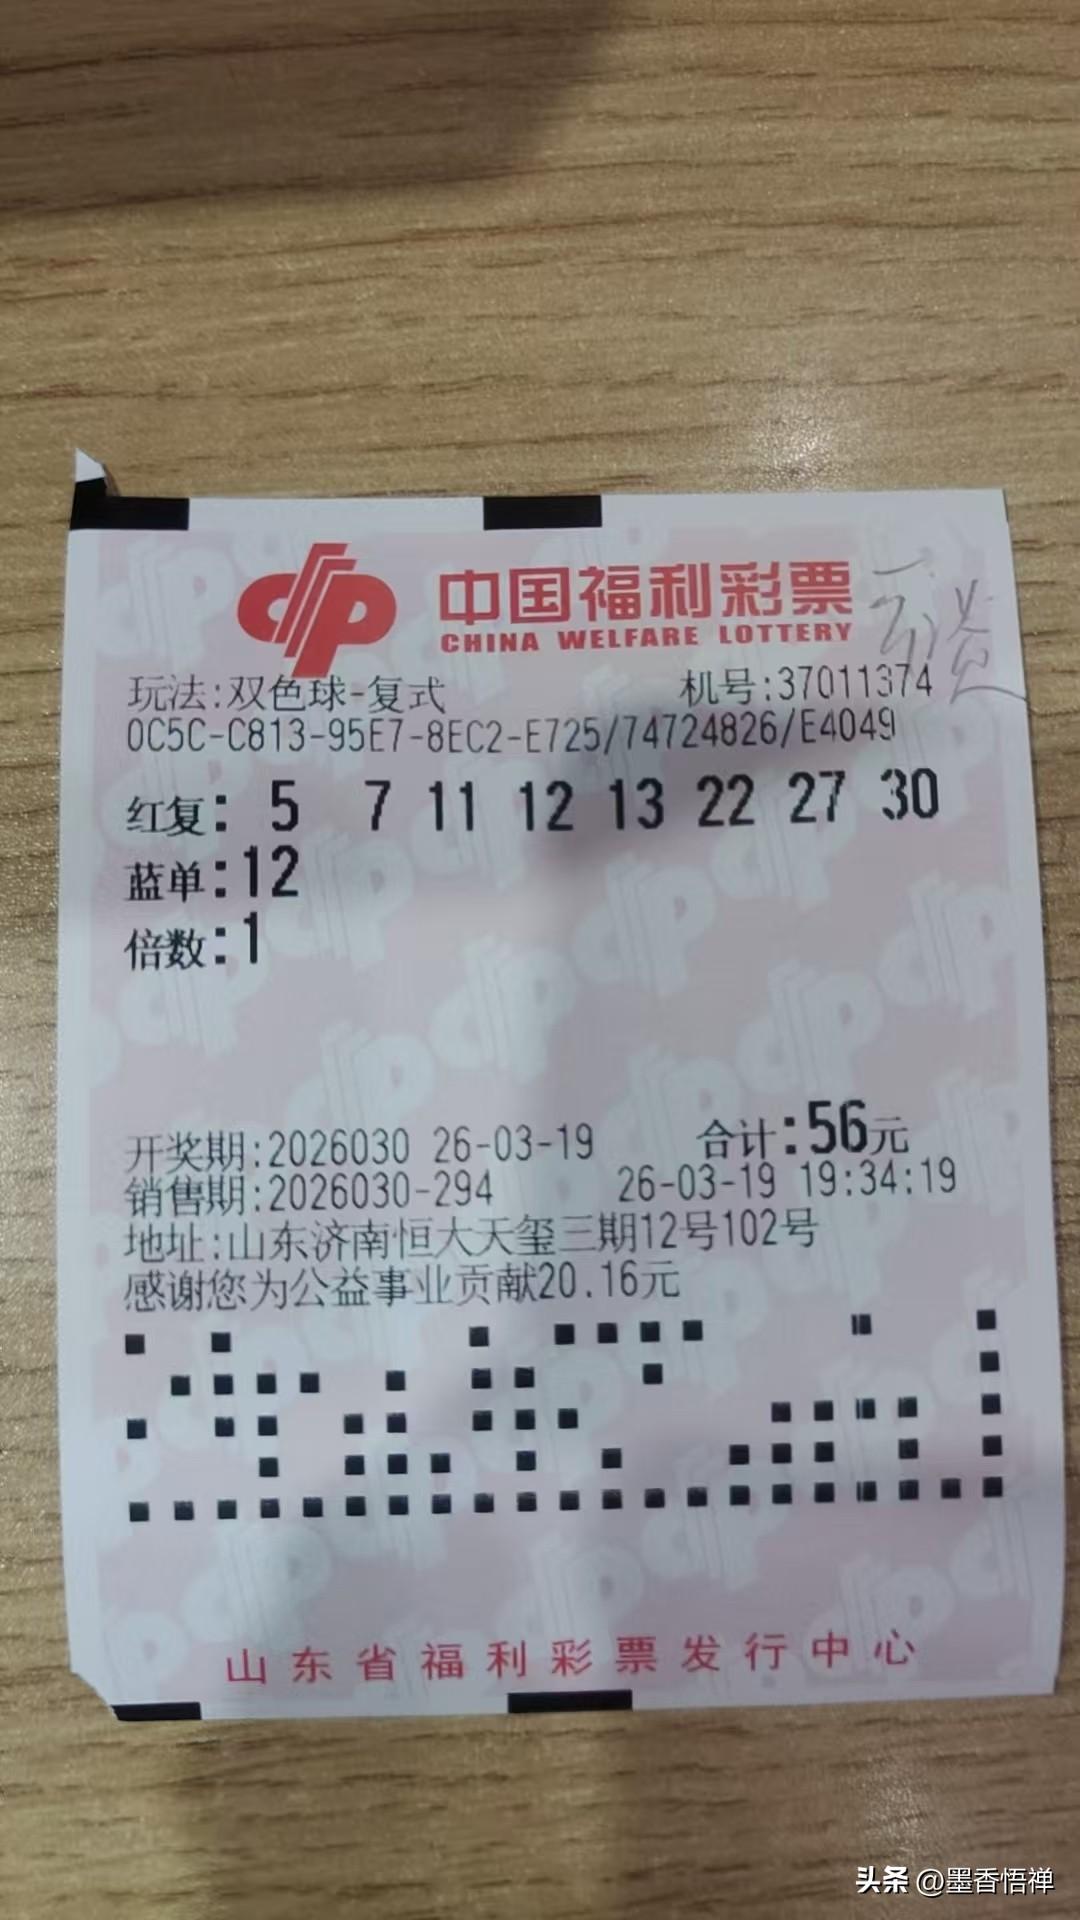 中国福利彩票
CHINA WELFARE LOTTERY
玩法:双色球-复式 机号:37011374
0C5C-C813-95E7-8EC2-E725/74724826/E4049
红复: 5 7 11 12 13 22 27 30
蓝单:12
倍数:1
开奖期:2026030 26-03-19 合计:56元
销售期:2026030-294 26-03-19 19:34:19
地址:山东济南恒大天玺三期12号102号
感谢您为公益事业贡献20.16元
山东省福利彩票发行中心
头条 @墨香悟禅